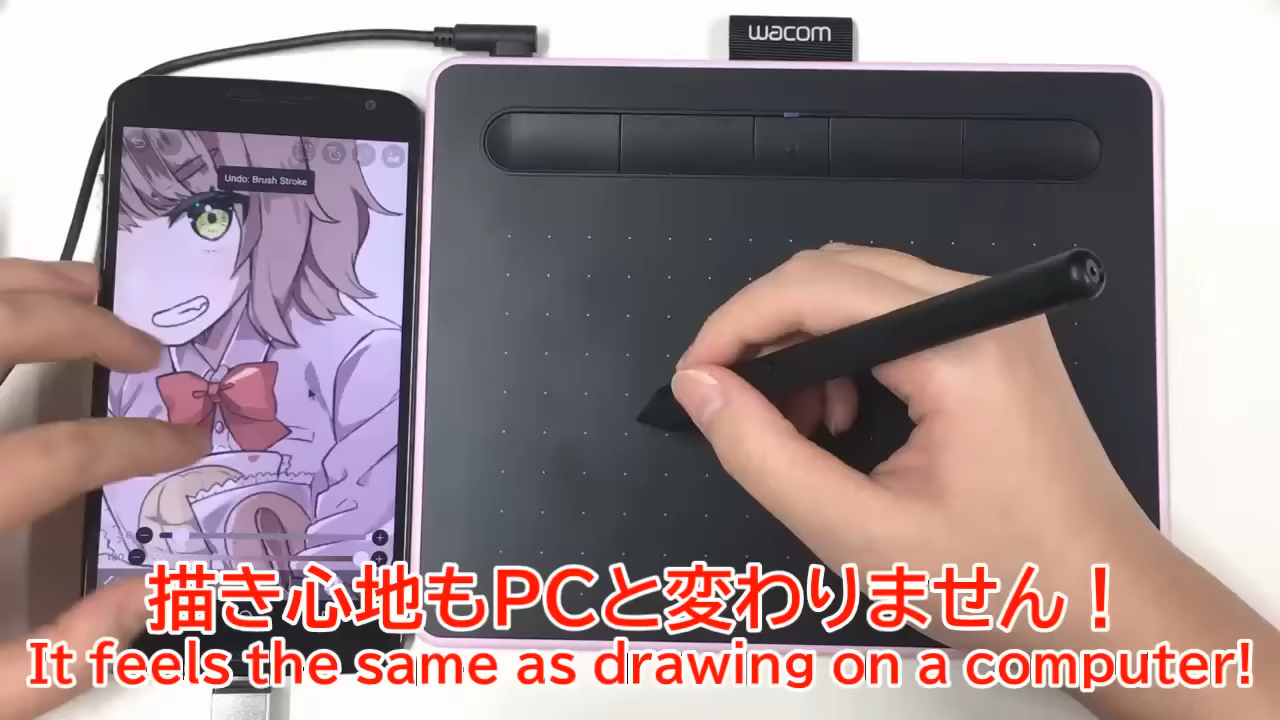 wacom
Undo: Brush Stroke
描き心地もPCと変わりません！
It feels the same as drawing on a computer!